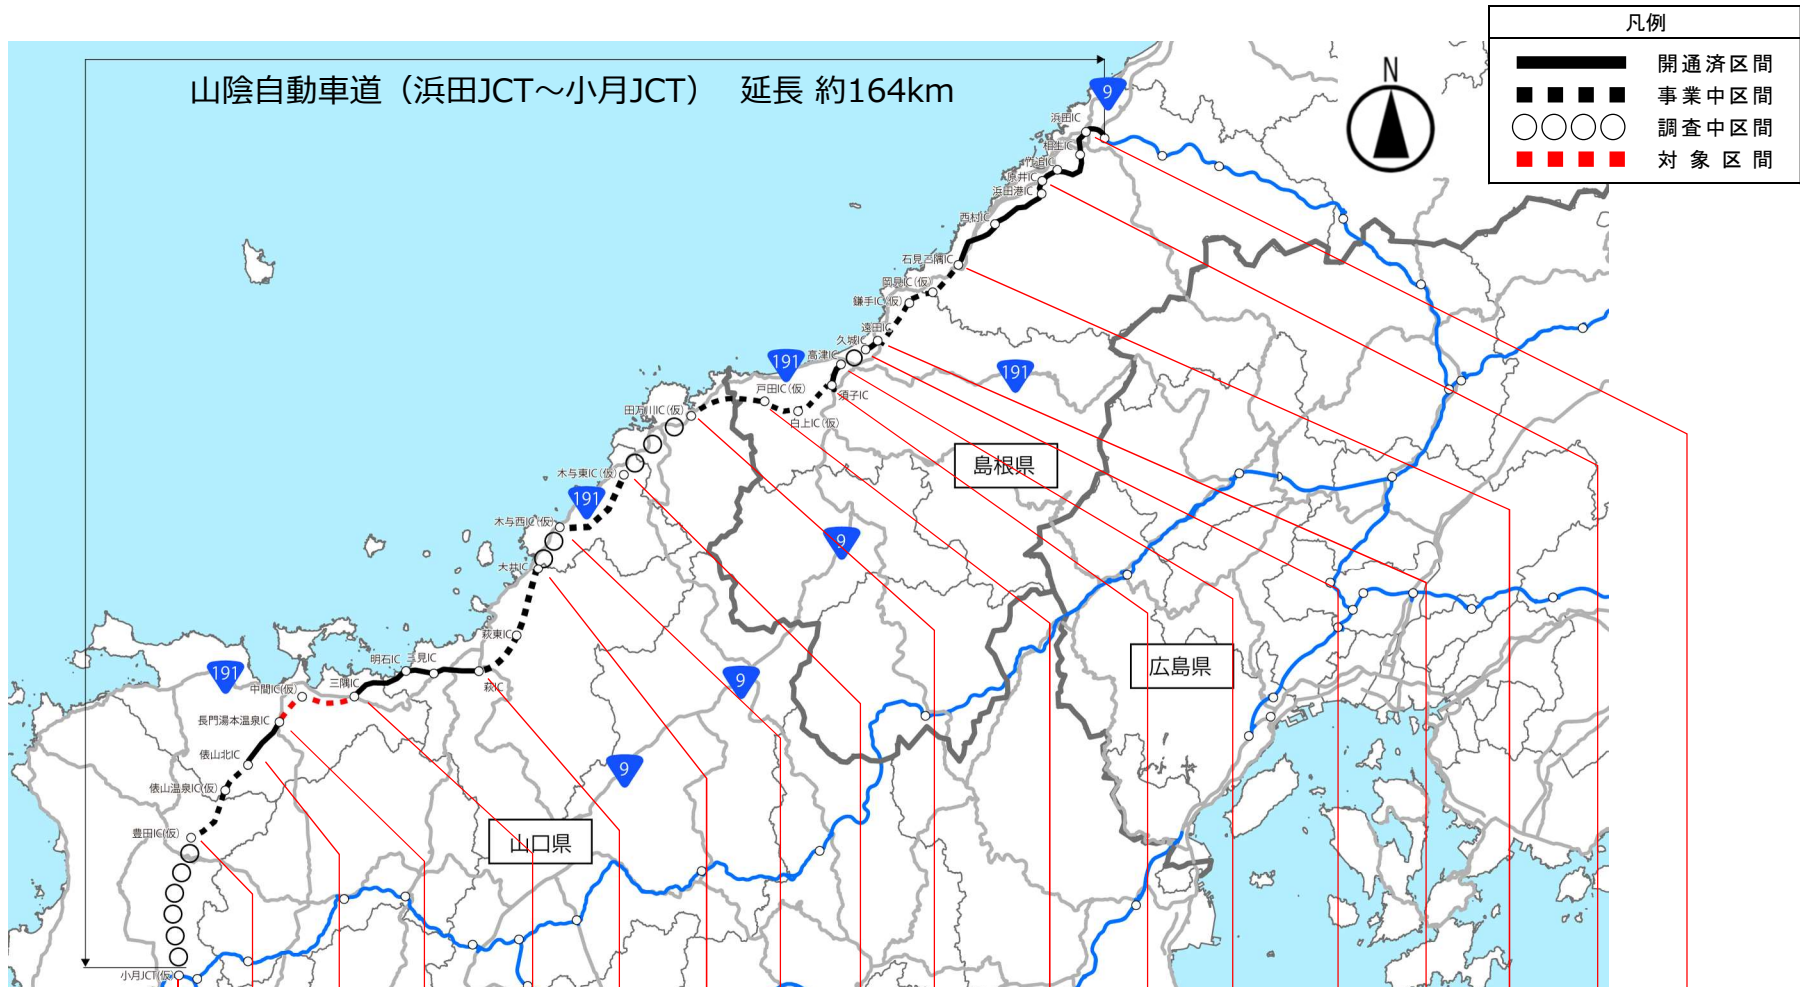 凡例
開通済区間
事業中区間
調査中区間
対象区間
山陰自動車道（浜田JCT～小月JCT）　延長 約164km
N
9
浜田IC
相生IC
竹迫IC
原井IC
浜田港IC
西村IC
石見三隅IC
岡見IC(仮)
鎌手IC(仮)
遠田IC
久城IC
高津IC
191
191
戸田IC(仮)
須子IC
田万川IC(仮)
白上IC(仮)
島根県
木与東IC(仮)
191
木与西IC(仮)
9
大井IC
萩東IC
広島県
明石IC
三見IC
191
9
三隅IC
萩IC
中間IC(仮)
長門湯本温泉IC
俵山北IC
9
俵山温泉IC(仮)
豊田IC(仮)
山口県
小月JCT(仮)